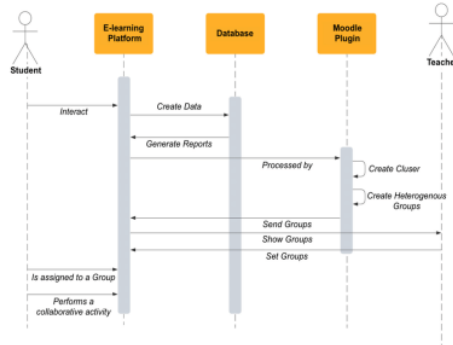 E-learning
Platform
Database
Moodle
Plugin
Student
Teache
Interact
Create Data
Generate Reports
Processed by
Create Cluser
Create Heterogenous
Groups
Send Groups
Show Groups
Set Groups
Is assigned to a Group
Performs a
collaborative activity